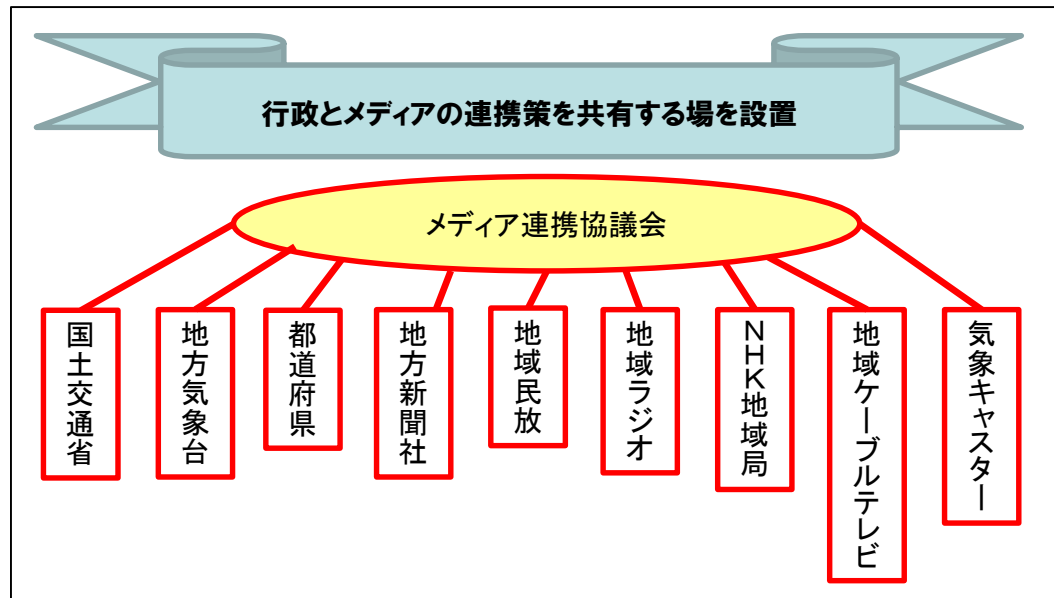 行政とメディアの連携策を共有する場を設置
メディア連携協議会
国土交通省
地方気象台
都道府県
地方新聞社
地域民放
地域ラジオ
ＮＨＫ地域局
地域ケーブルテレビ
気象キャスター